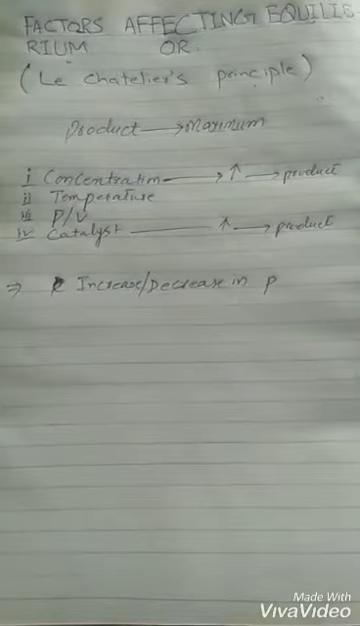 FACTORS AFFECTING EQUILIB
RIUM OR
(Le chatelier's principle)
Product → Maximum
i Concentration → ↑ → product
ii Temperature
iii P/V
iv Catalyst ↑ → product
⇒ Increase/Decrease in P
Made With
VivaVideo